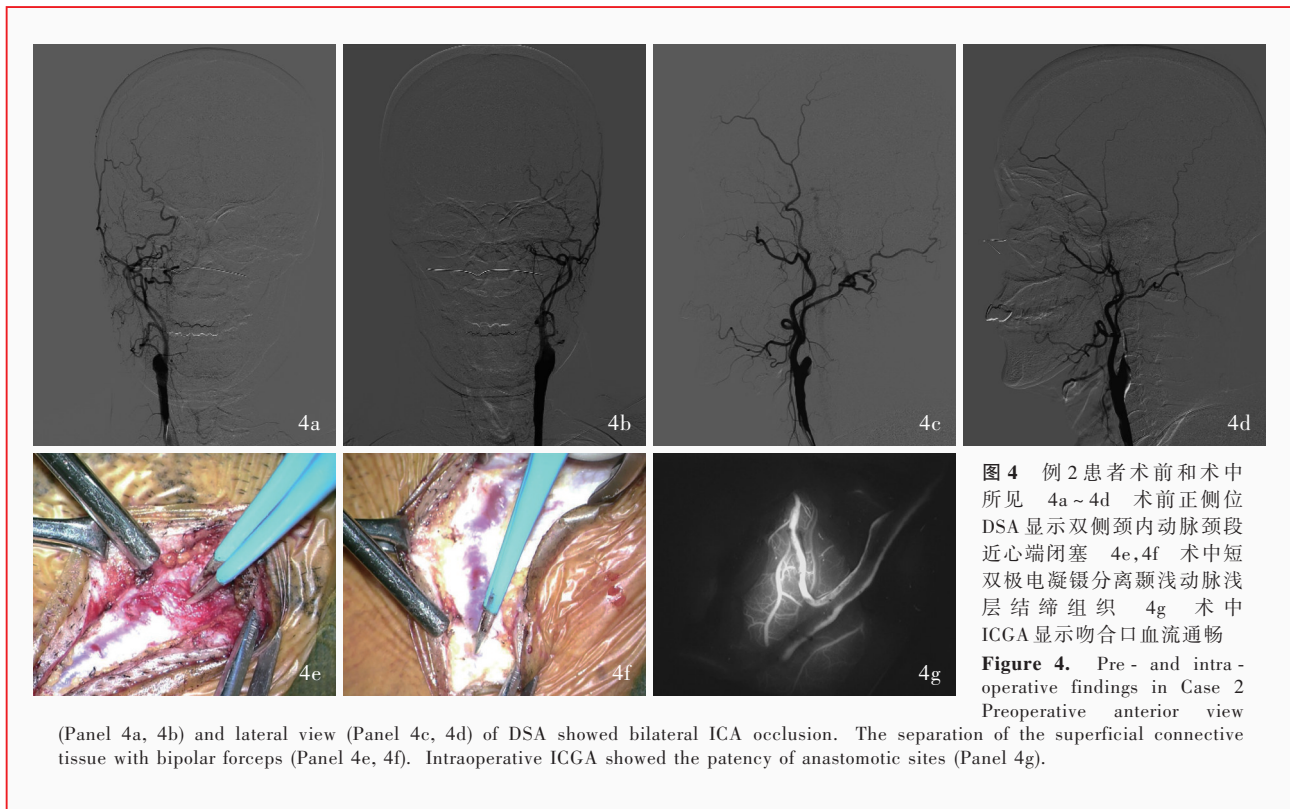 4a
4b
4c
4d
4e
4f
4g
图 4 例 2 患者术前和术中
所见 4a~4d 术前正侧位
DSA 显示双侧颈内动脉颈段
近心端闭塞 4e,4f 术中短
双极电凝镊分离颞浅动脉浅
层结缔组织 4g 术中
ICGA 显示吻合口血流通畅
Figure 4. Pre - and intra -
operative findings in Case 2
Preoperative anterior view
(Panel 4a, 4b) and lateral view (Panel 4c, 4d) of DSA showed bilateral ICA occlusion. The separation of the superficial connective
tissue with bipolar forceps (Panel 4e, 4f). Intraoperative ICGA showed the patency of anastomotic sites (Panel 4g).